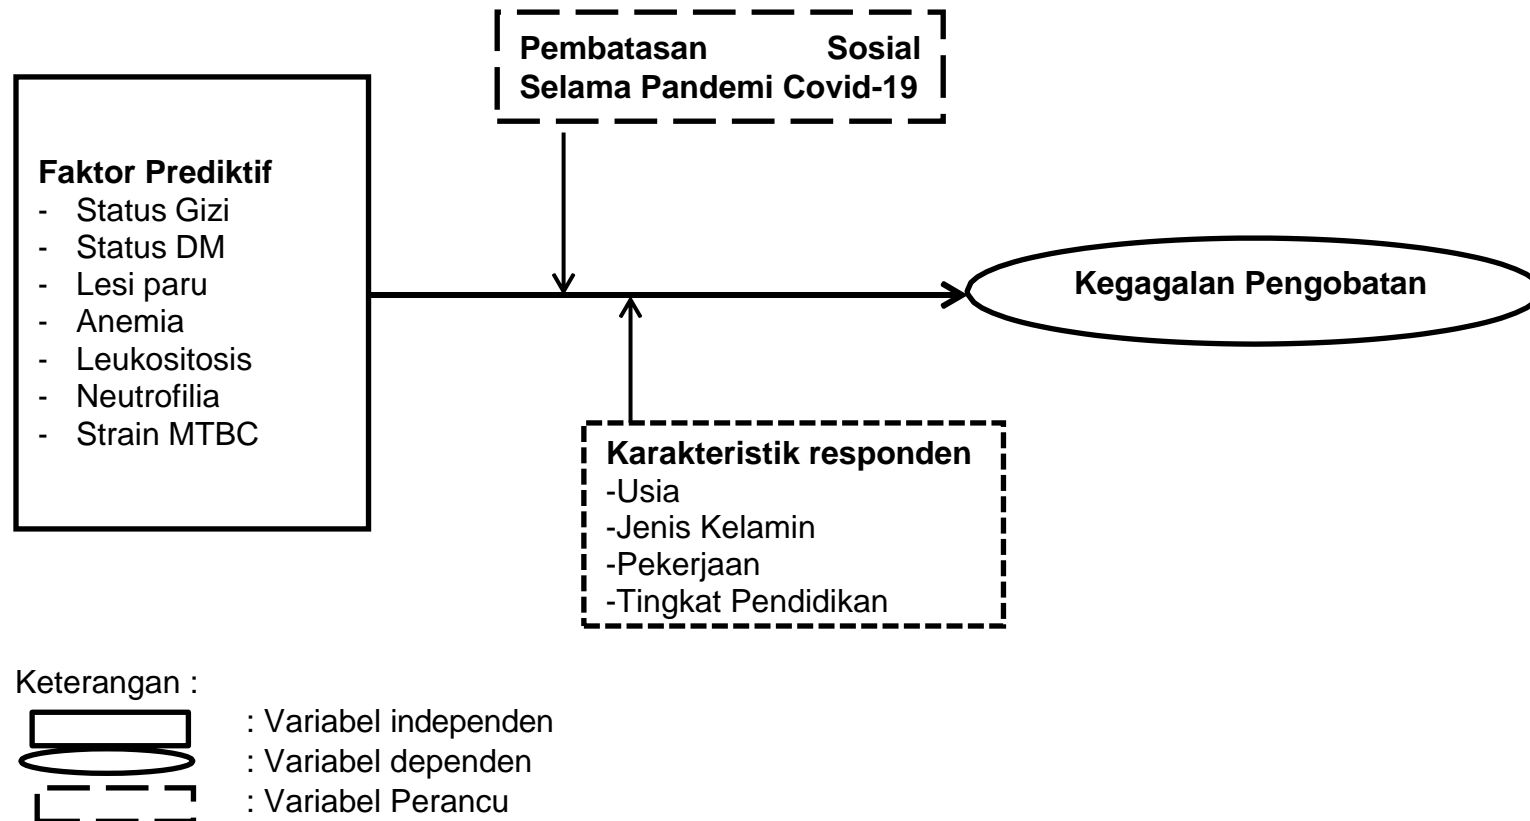 Pembatasan Sosial
Selama Pandemi Covid-19
Faktor Prediktif
- Status Gizi
- Status DM
- Lesi paru
- Anemia
- Leukositosis
- Neutrofilia
- Strain MTBC
Kegagalan Pengobatan
Karakteristik responden
-Usia
-Jenis Kelamin
-Pekerjaan
-Tingkat Pendidikan
Keterangan :
: Variabel independen
: Variabel dependen
: Variabel Perancu